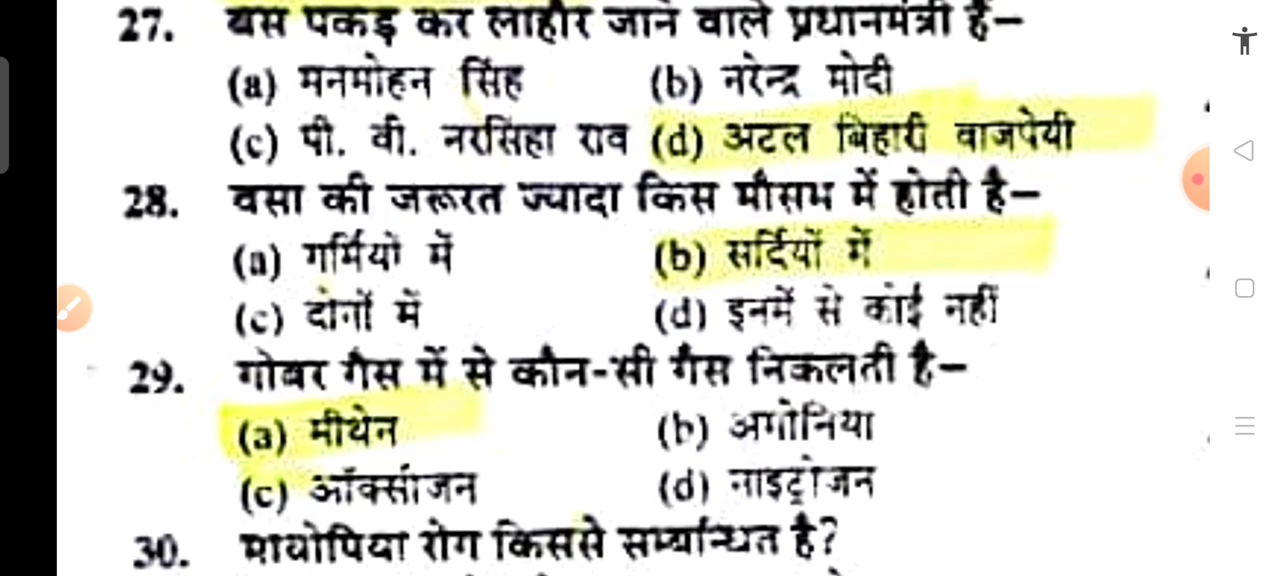 27. बस पकड़ कर लाहौर जाने वाले प्रधानमंत्री हैं–
(a) मनमोहन सिंह (b) नरेन्द्र मोदी
(c) पी. वी. नरसिंहा राव (d) अटल बिहारी वाजपेयी
28. वसा की जरूरत ज्यादा किस मौसम में होती है–
(a) गर्मियों में (b) सर्दियों में
(c) दोनों में (d) इनमें से कोई नहीं
29. गोबर गैस में से कौन-सी गैस निकलती है–
(a) मीथेन (b) अमोनिया
(c) ऑक्सीजन (d) नाइट्रोजन
30. मायोपिया रोग किससे सम्बन्धित है?